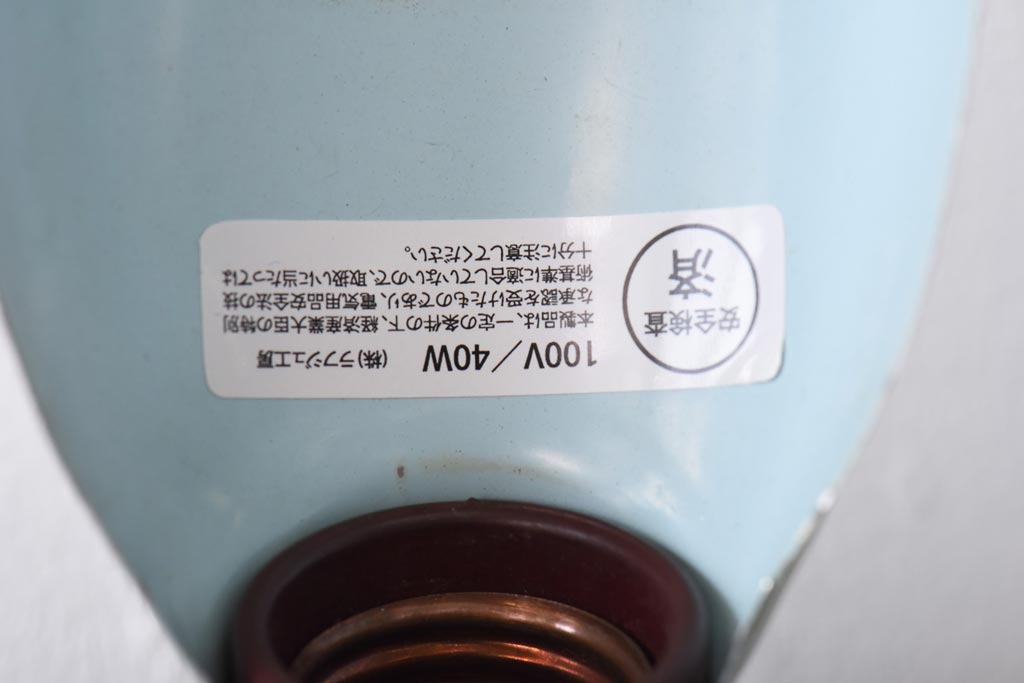 安全検査
済
100V／40W (株)ラフジュ工房
本製品は、一定の条件の下、経済産業大臣の特別
な承認を受けたものであり、電気用品安全法の技
術基準に適合していないので、取扱いに当たっては
十分に注意してください。